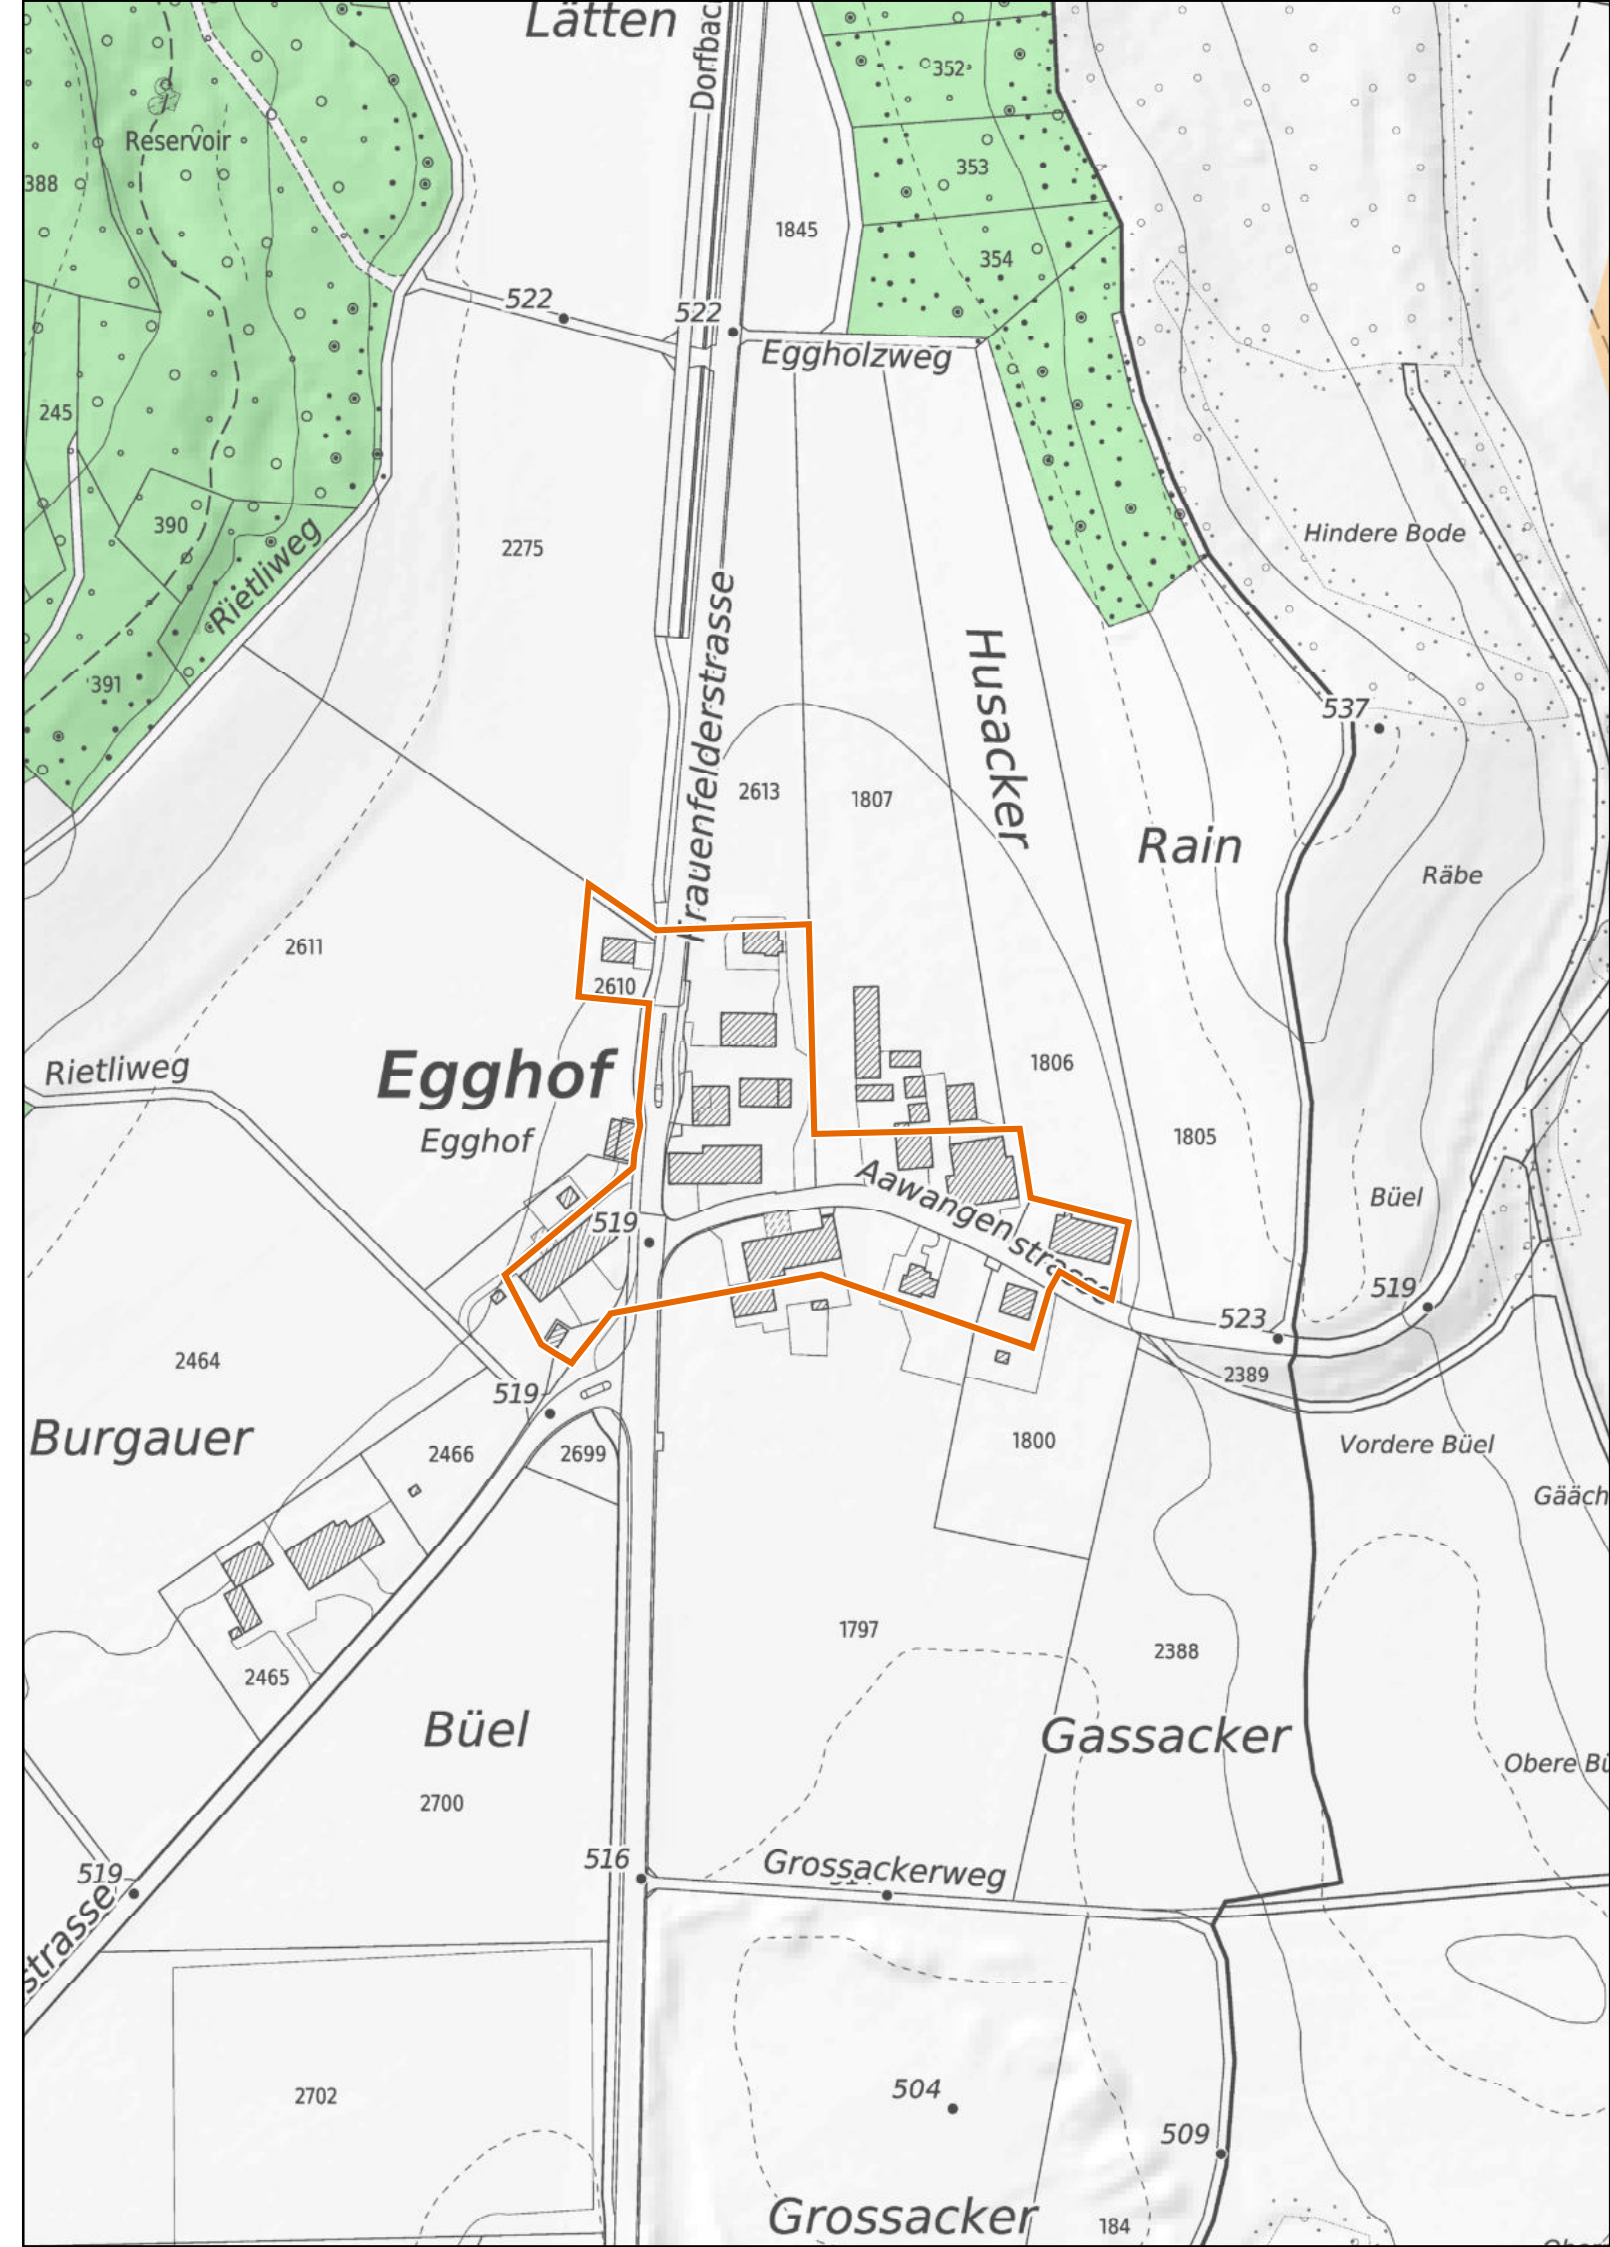 Lätten
Dorfbac
352
Reservoir
353
388
1845
354
522
522
Eggholzweg
245
390
Rietliweg
2275
Hindere Bode
Husacker
391
537
Frauenfelderstrasse
2613
1807
Rain
Räbe
2611
2610
Rietliweg
Egghof
1806
Egghof
1805
Aawangenstrasse
Büel
519
519
523
2464
2389
519
Burgauer
2466
2699
1800
Vordere Büel
Gääch
1797
2465
2388
Büel
Gassacker
Obere Bü
2700
516
Grossackerweg
519
strasse
504
2702
509
Grossacker
184